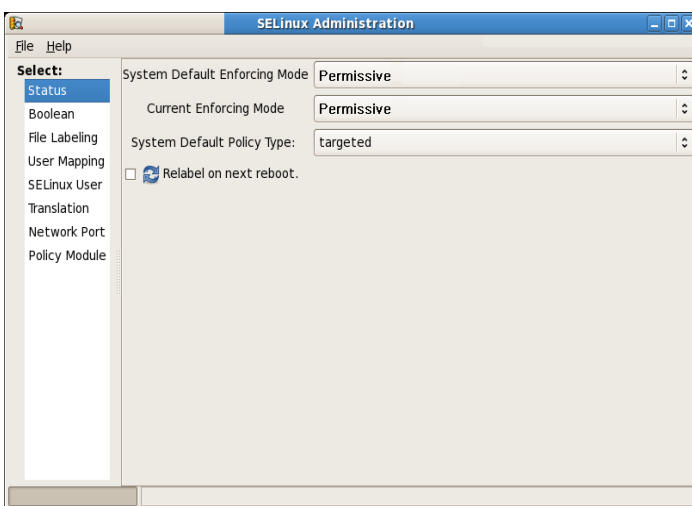 SELinux Administration
File Help
Select:
Status
Boolean
File Labeling
User Mapping
SELinux User
Translation
Network Port
Policy Module
System Default Enforcing Mode Permissive
Current Enforcing Mode Permissive
System Default Policy Type: targeted
Relabel on next reboot.